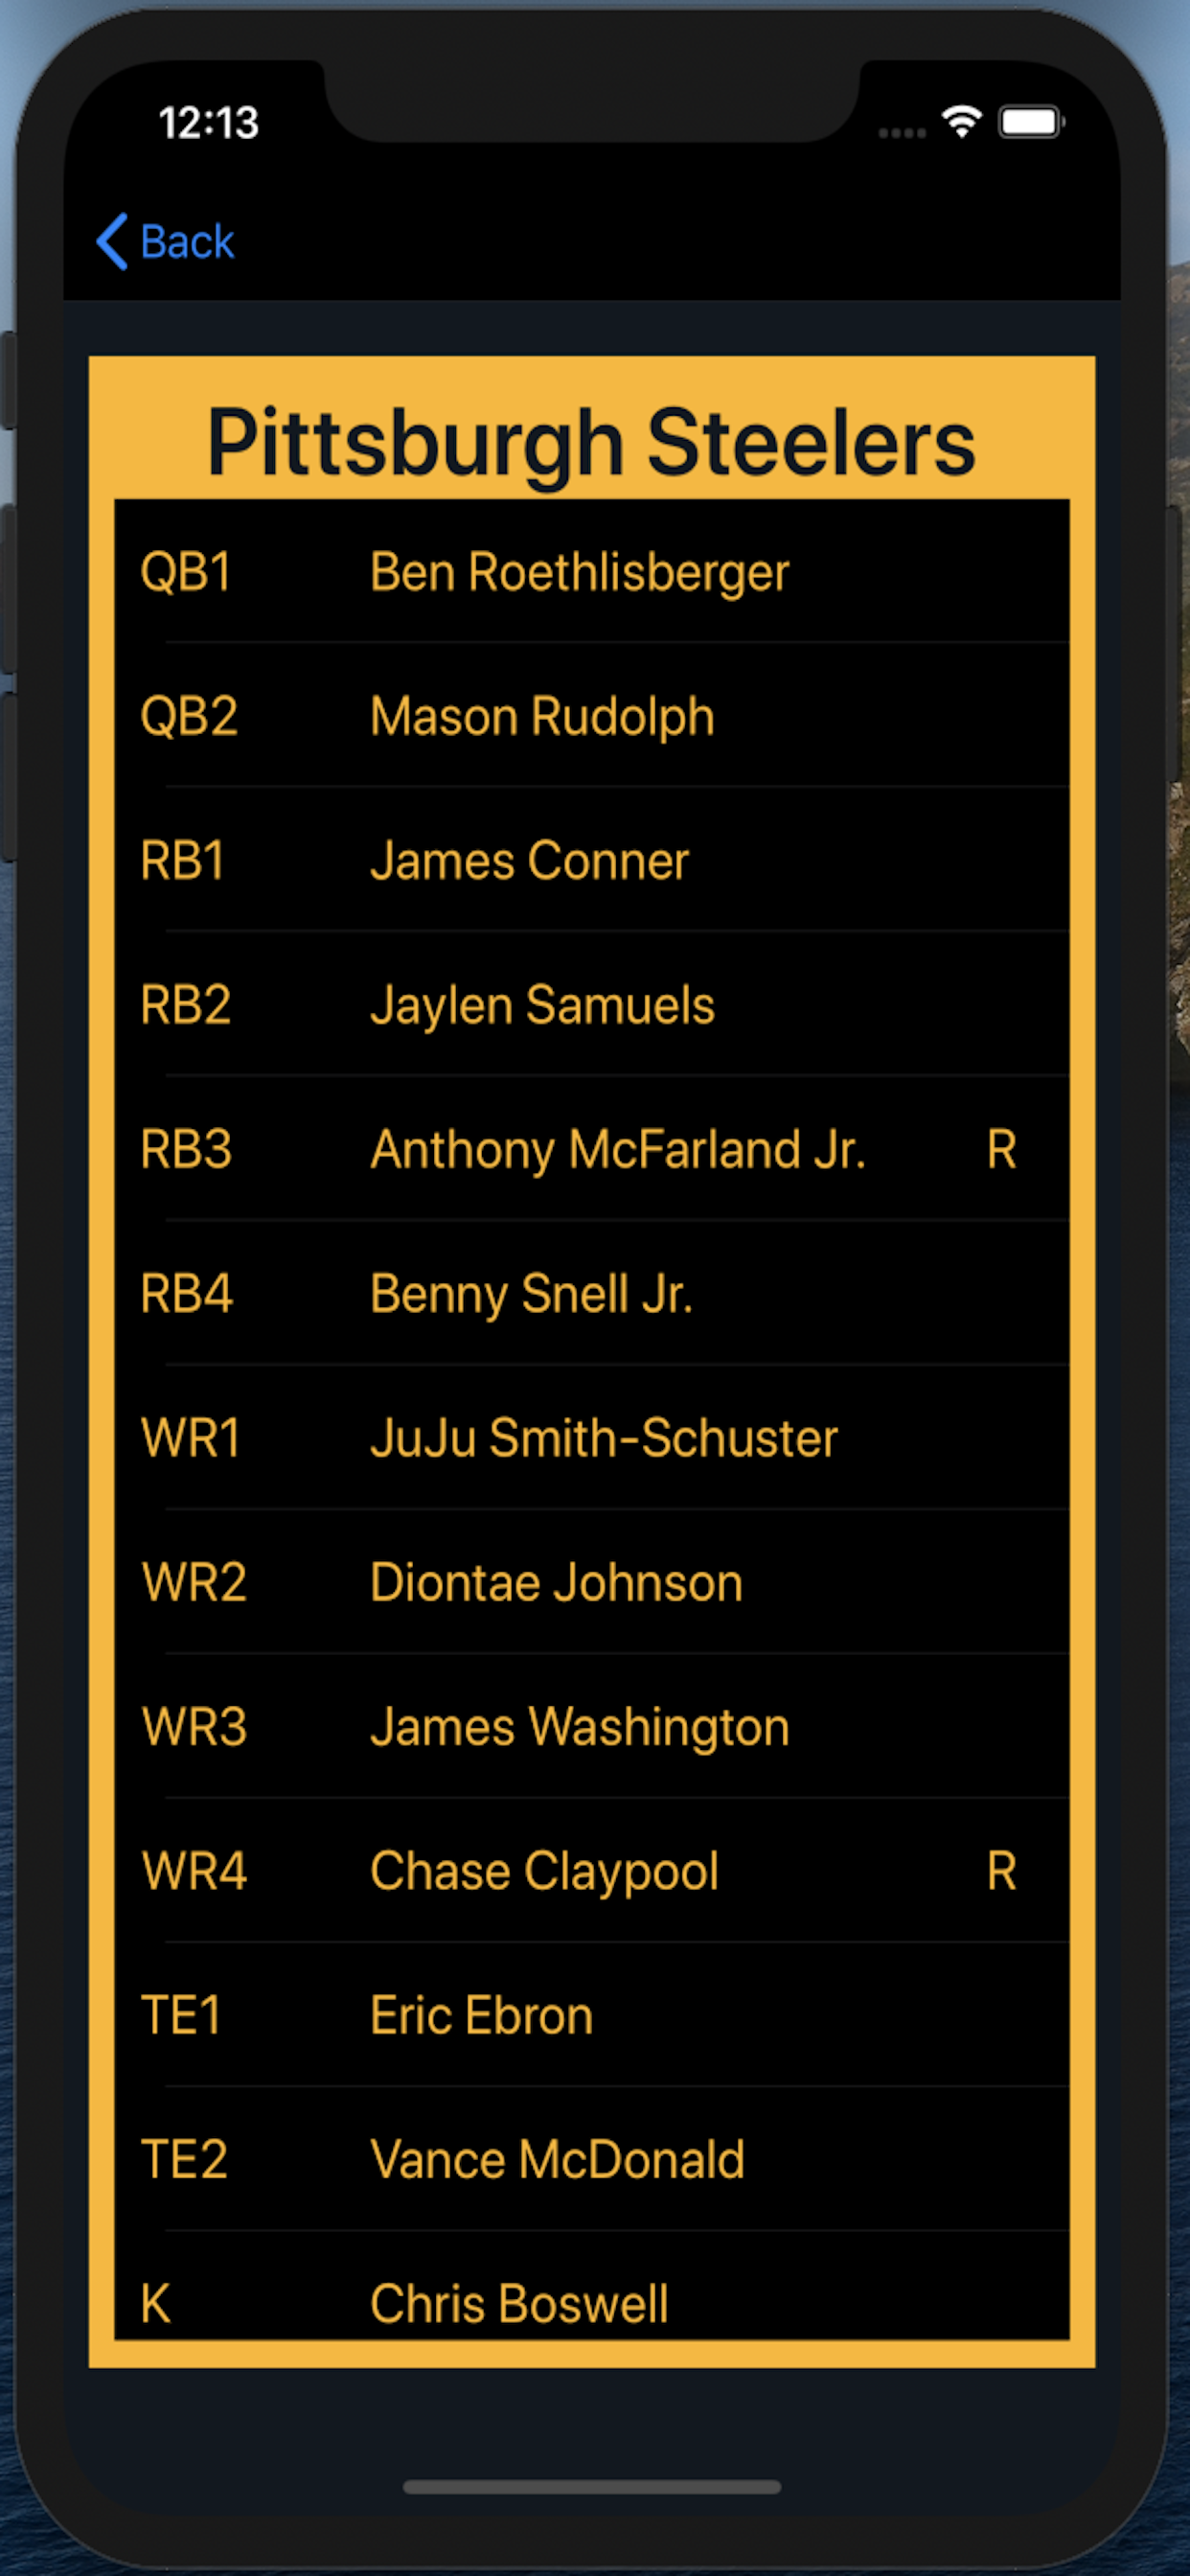 12:13
Back
Pittsburgh Steelers
QB1 Ben Roethlisberger
QB2 Mason Rudolph
RB1 James Conner
RB2 Jaylen Samuels
RB3 Anthony McFarland Jr. R
RB4 Benny Snell Jr.
WR1 JuJu Smith-Schuster
WR2 Diontae Johnson
WR3 James Washington
WR4 Chase Claypool R
TE1 Eric Ebron
TE2 Vance McDonald
K Chris Boswell